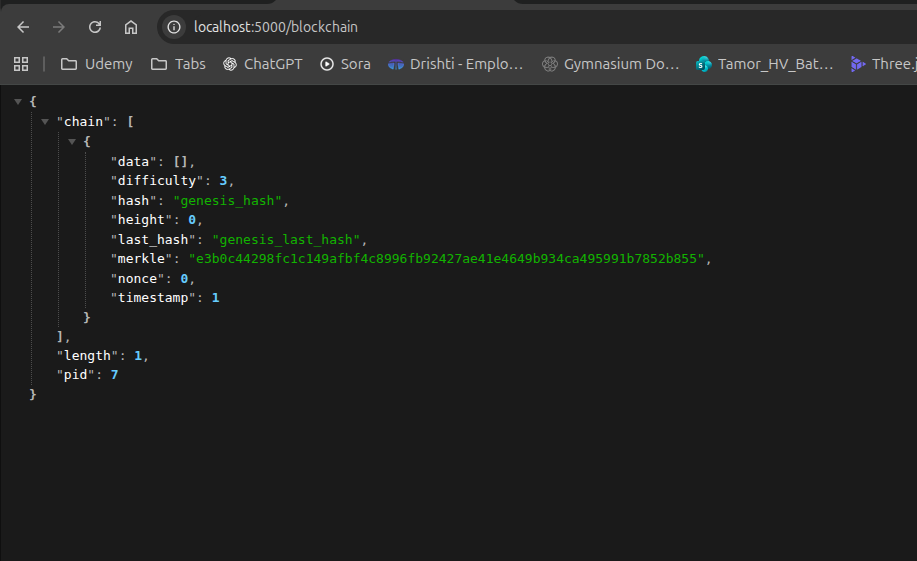 localhost:5000/blockchain
Udemy Tabs ChatGPT Sora Drishti - Emplo... Gymnasium Do... Tamor_HV_Bat... Three.j
{
"chain": [
{
"data": [],
"difficulty": 3,
"hash": "genesis_hash",
"height": 0,
"last_hash": "genesis_last_hash",
"merkle": "e3b0c44298fc1c149afbf4c8996fb92427ae41e4649b934ca495991b7852b855",
"nonce": 0,
"timestamp": 1
}
],
"length": 1,
"pid": 7
}